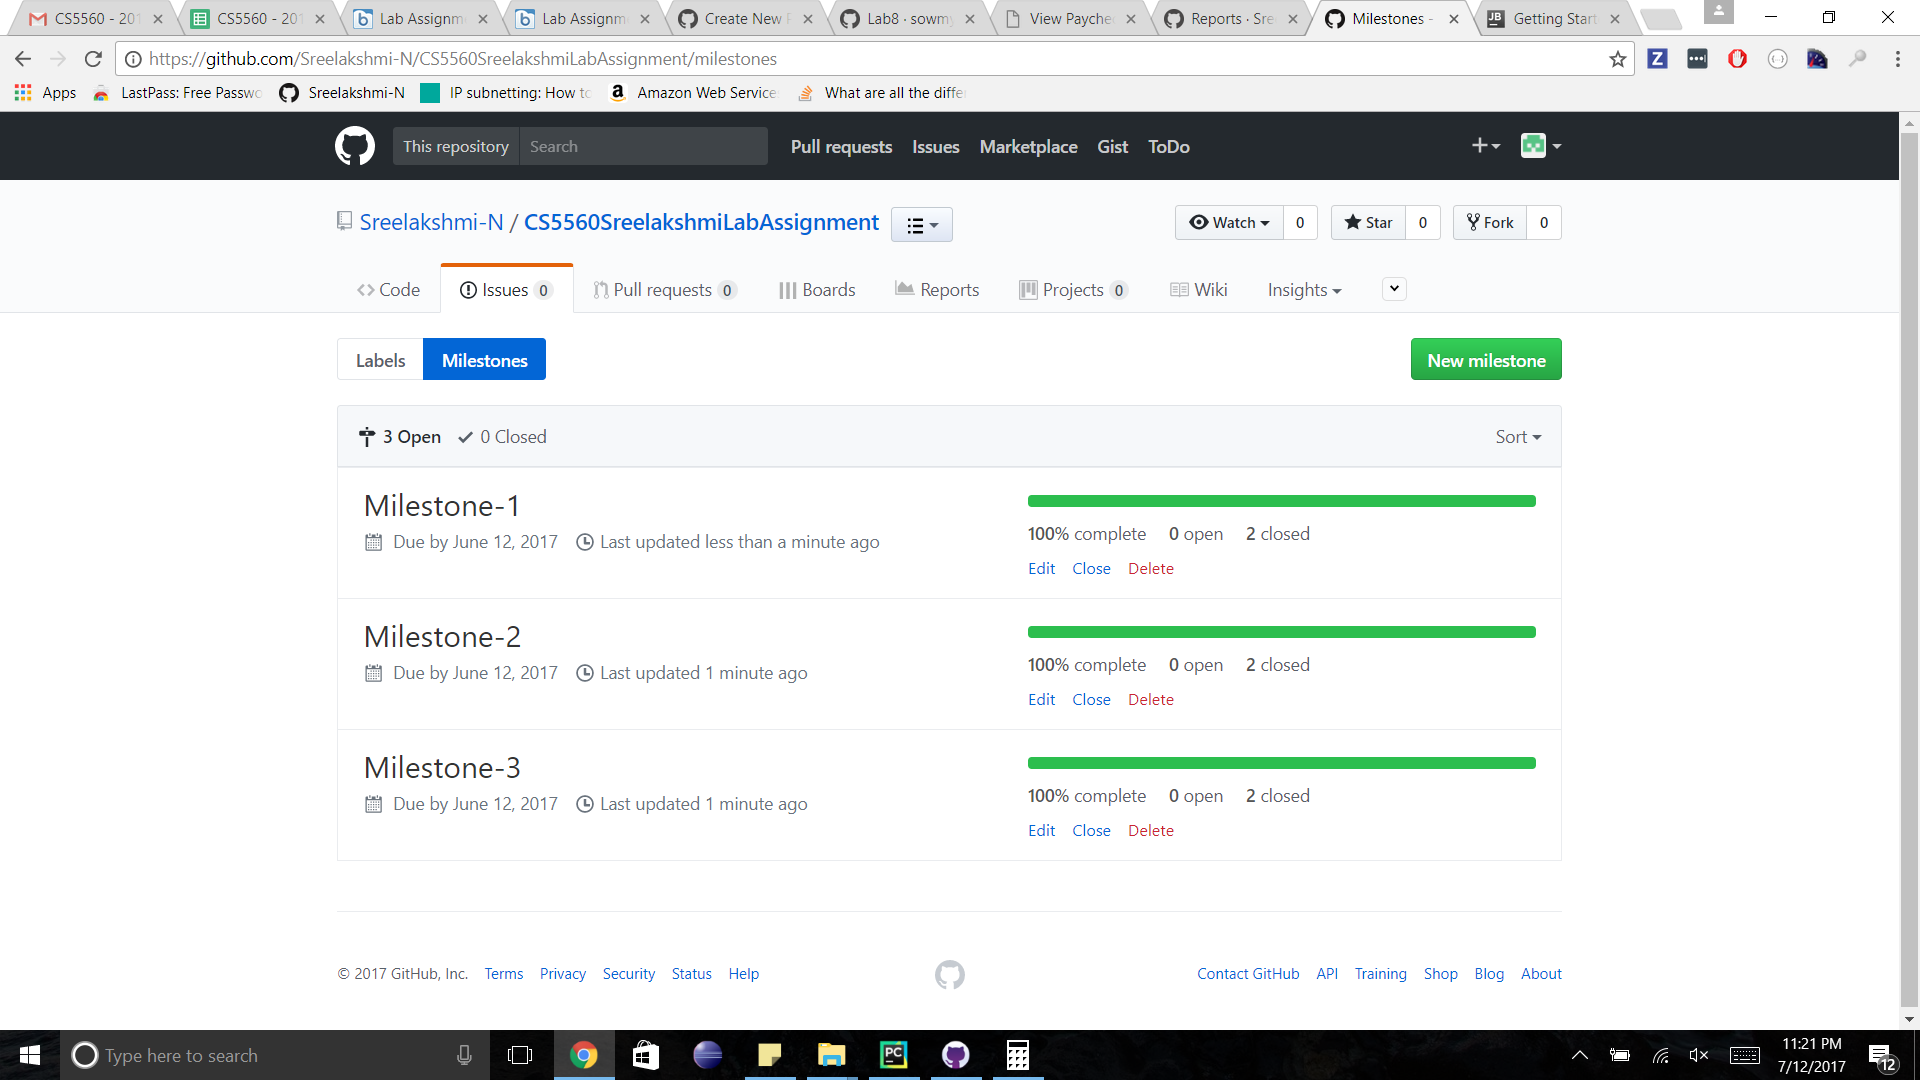 CS5560 - 201
CS5560 - 201
Lab Assignm
Lab Assignm
Create New P
Lab8 · sowmy
View Payche
Reports · Sree
Milestones -
Getting Start
https://github.com/Sreelakshmi-N/CS5560SreelakshmiLabAssignment/milestones
Apps
LastPass: Free Passwo
Sreelakshmi-N
IP subnetting: How to
Amazon Web Service
What are all the differ
This repository
Search
Pull requests
Issues
Marketplace
Gist
ToDo
Sreelakshmi-N / CS5560SreelakshmiLabAssignment
Watch 0
Star 0
Fork 0
Code
Issues 0
Pull requests 0
Boards
Reports
Projects 0
Wiki
Insights
Labels
Milestones
New milestone
3 Open
0 Closed
Sort
Milestone-1
Due by June 12, 2017
Last updated less than a minute ago
100% complete 0 open 2 closed
Edit Close Delete
Milestone-2
Due by June 12, 2017
Last updated 1 minute ago
100% complete 0 open 2 closed
Edit Close Delete
Milestone-3
Due by June 12, 2017
Last updated 1 minute ago
100% complete 0 open 2 closed
Edit Close Delete
© 2017 GitHub, Inc. Terms Privacy Security Status Help
Contact GitHub API Training Shop Blog About
Type here to search
PC
11:21 PM
7/12/2017
12